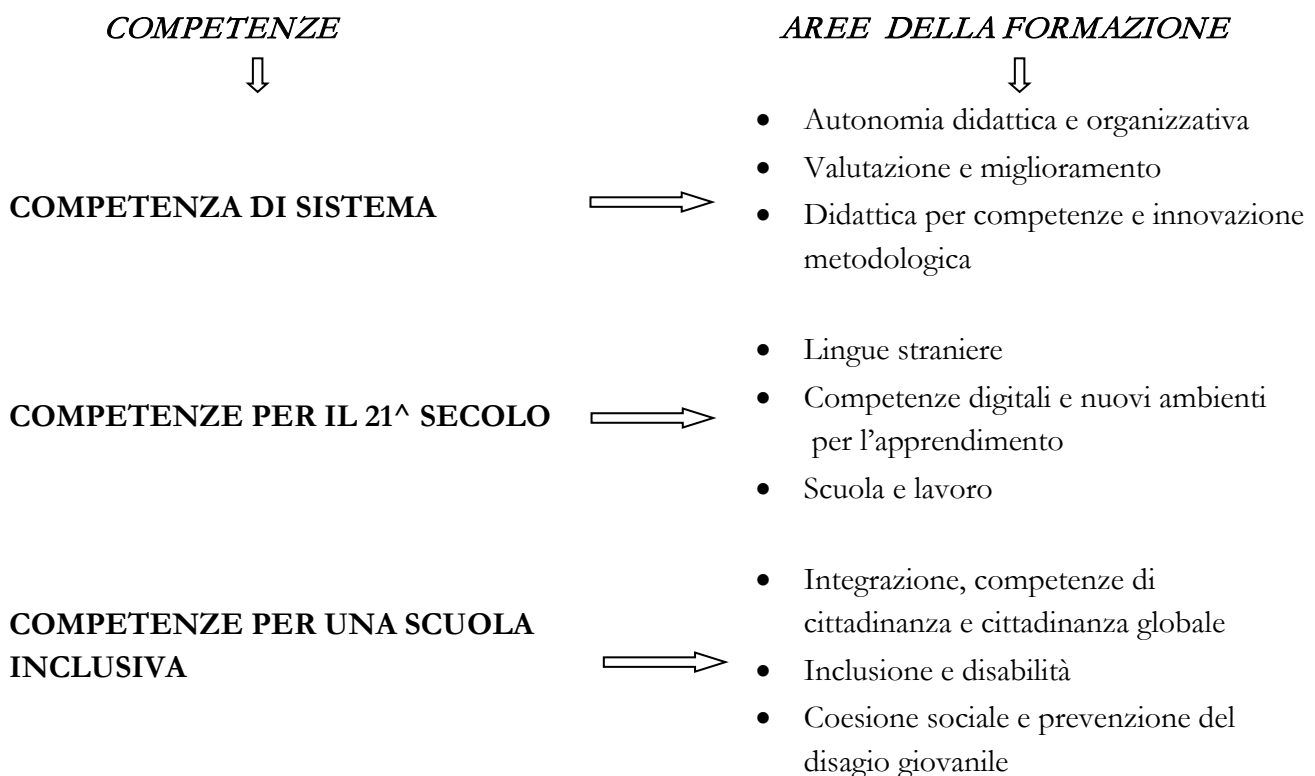 COMPETENZE
AREE DELLA FORMAZIONE
COMPETENZA DI SISTEMA
• Autonomia didattica e organizzativa
• Valutazione e miglioramento
• Didattica per competenze e innovazione
metodologica
COMPETENZE PER IL 21^ SECOLO
• Lingue straniere
• Competenze digitali e nuovi ambienti
per l’apprendimento
• Scuola e lavoro
COMPETENZE PER UNA SCUOLA
INCLUSIVA
• Integrazione, competenze di
cittadinanza e cittadinanza globale
• Inclusione e disabilità
• Coesione sociale e prevenzione del
disagio giovanile